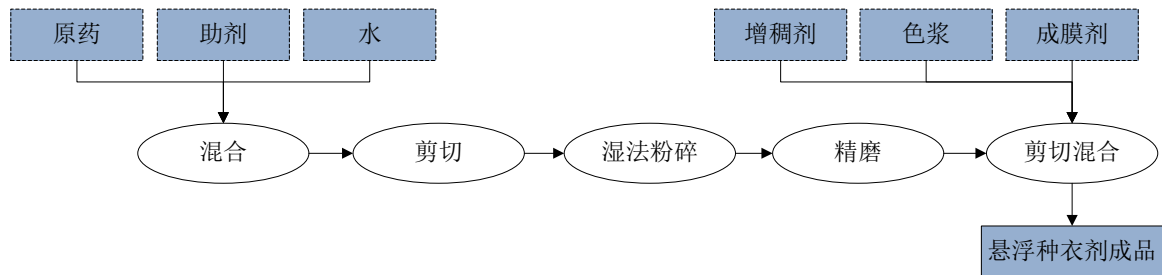 原药
助剂
水
增稠剂
色浆
成膜剂
混合
剪切
湿法粉碎
精磨
剪切混合
悬浮种衣剂成品